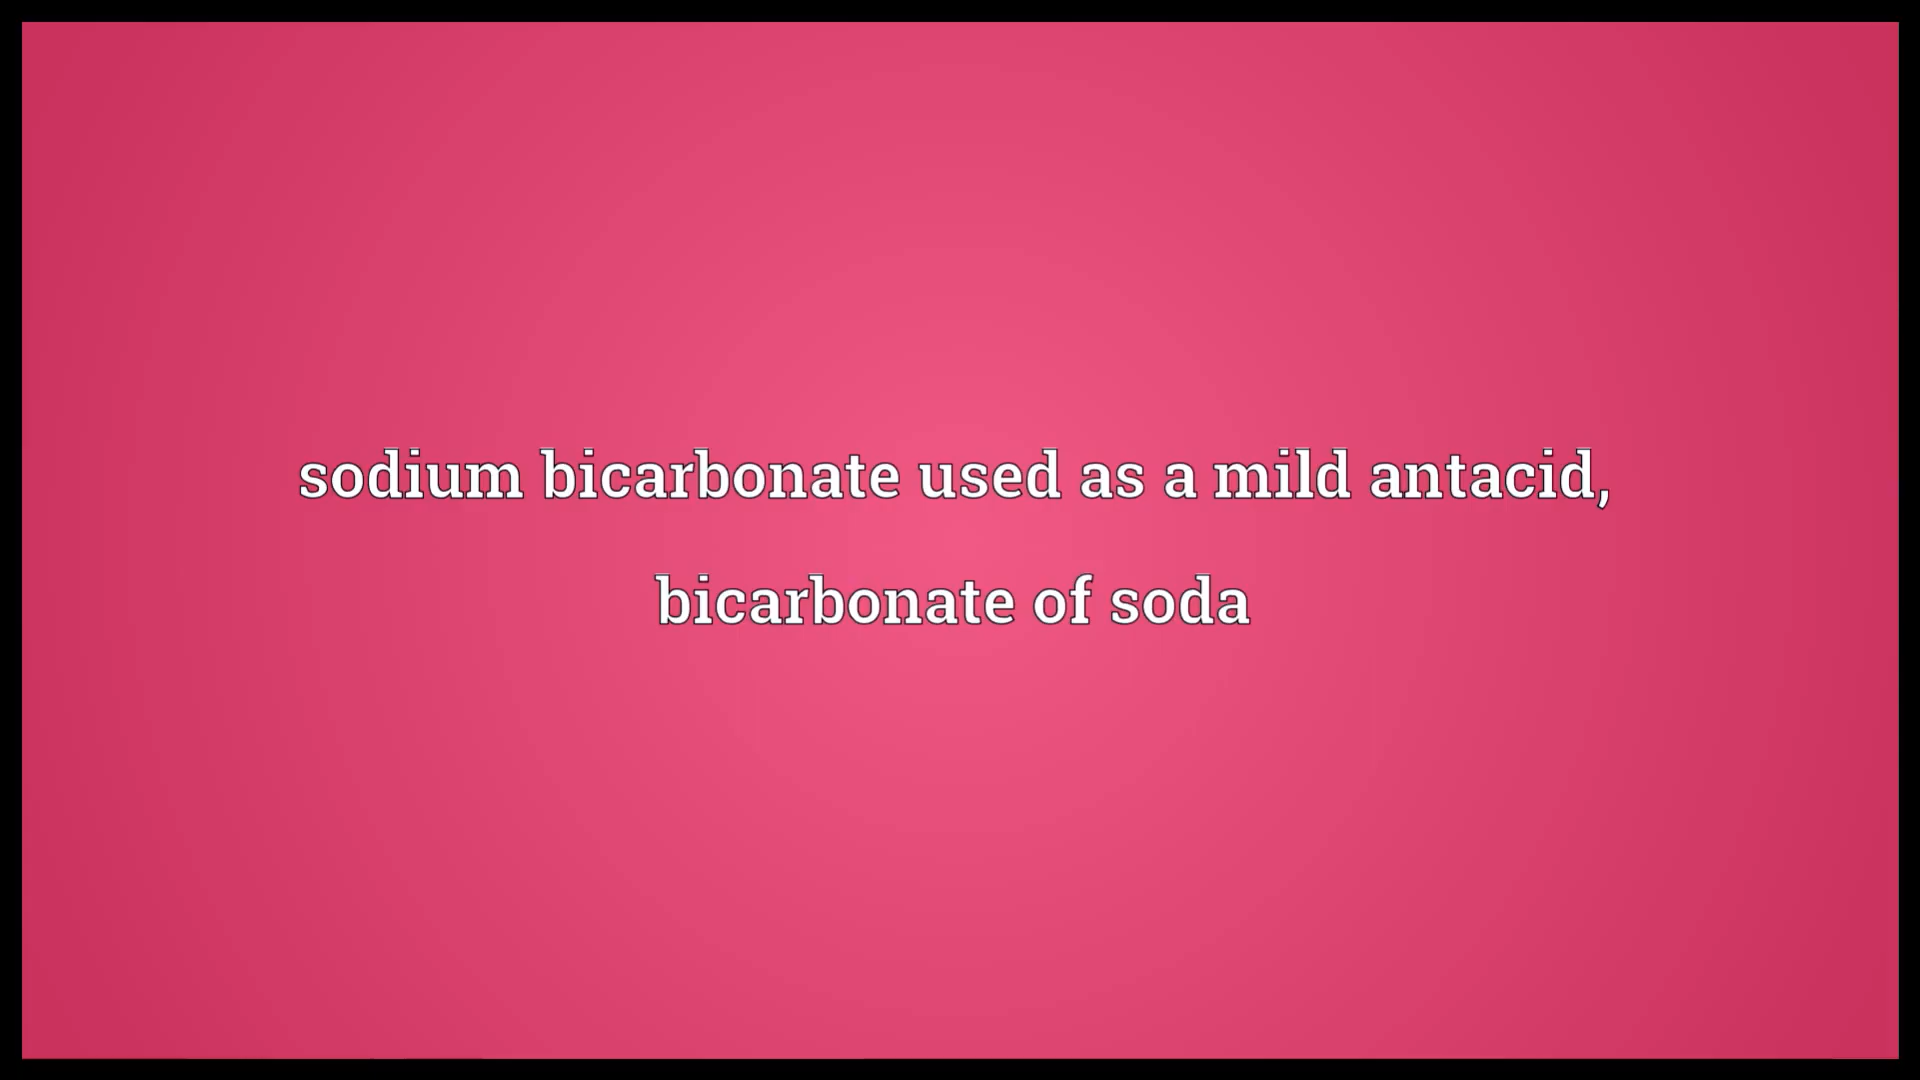 sodium bicarbonate used as a mild antacid,
bicarbonate of soda